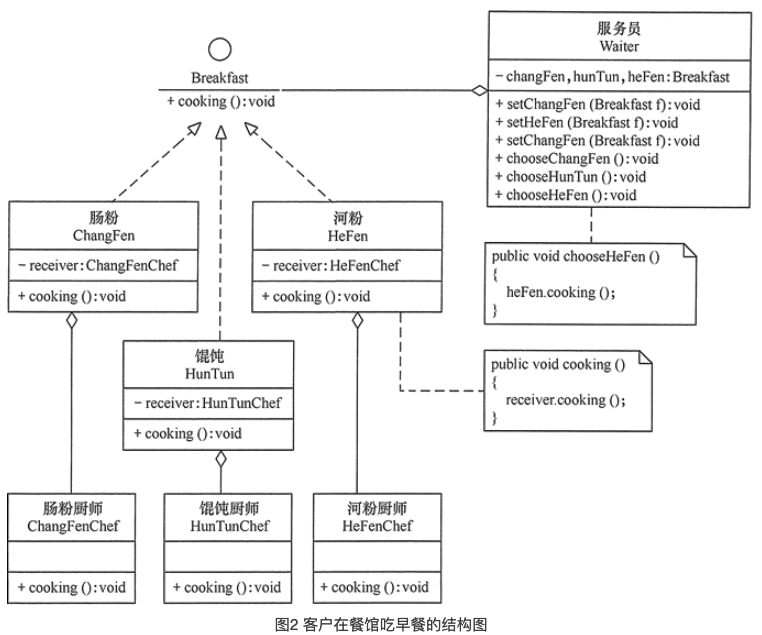 服务员
Waiter
- changFen,hunTun,heFen:Breakfast
+ setChangFen (Breakfast f):void
+ setHeFen (Breakfast f):void
+ setChangFen (Breakfast f):void
+ chooseChangFen ():void
+ chooseHunTun ():void
+ chooseHeFen ():void
Breakfast
+ cooking ():void
肠粉
ChangFen
- receiver:ChangFenChef
+ cooking ():void
河粉
HeFen
- receiver:HeFenChef
+ cooking ():void
public void chooseHeFen ()
{
heFen.cooking ();
}
馄饨
HunTun
- receiver:HunTunChef
+ cooking ():void
public void cooking ()
{
receiver.cooking ();
}
肠粉厨师
ChangFenChef
+ cooking ():void
馄饨厨师
HunTunChef
+ cooking ():void
河粉厨师
HeFenChef
+ cooking ():void
图2 客户在餐馆吃早餐的结构图